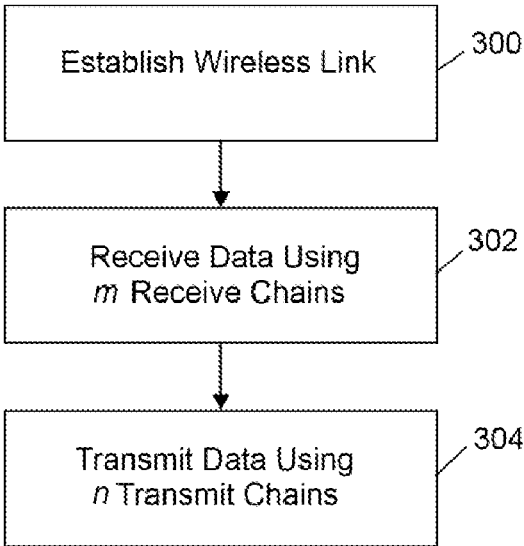 Establish Wireless Link
300
Receive Data Using
m Receive Chains
302
Transmit Data Using
n Transmit Chains
304